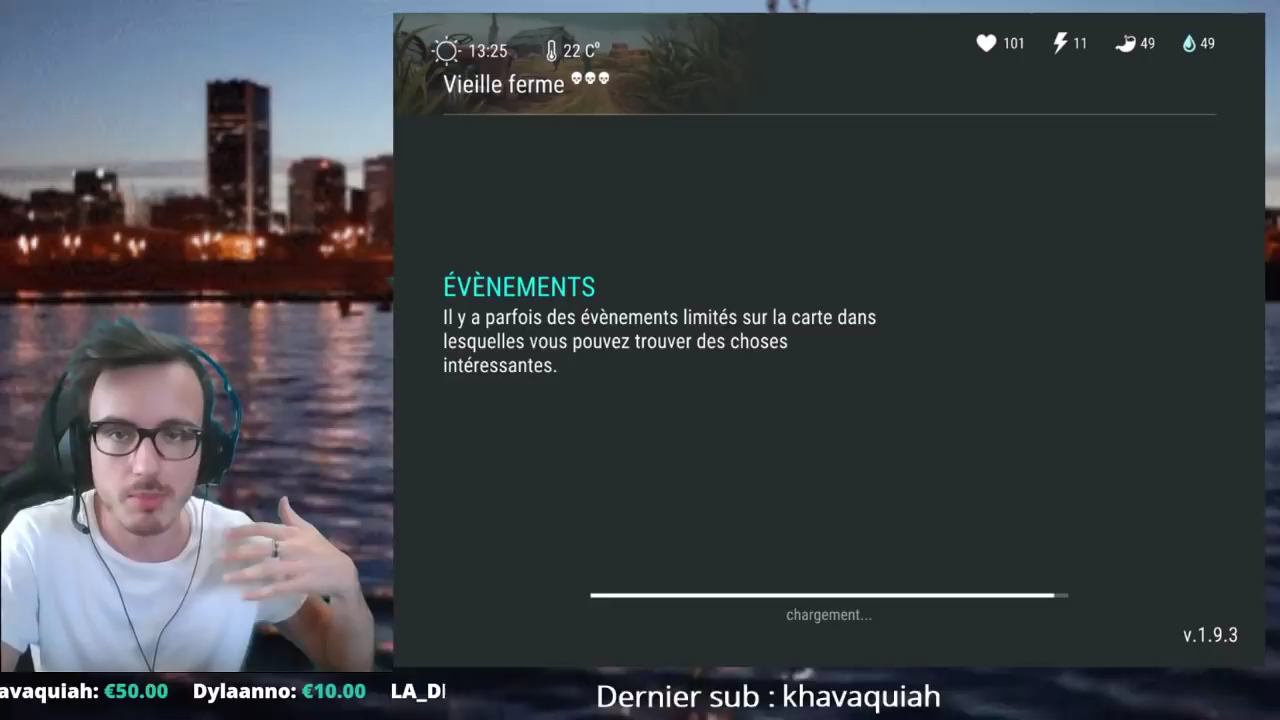 13:25
22 C°
101
11
49
49
Vieille ferme
ÉVÈNEMENTS
Il y a parfois des évènements limités sur la carte dans
lesquelles vous pouvez trouver des choses
intéressantes.
chargement...
v.1.9.3
avaquiah: €50.00 Dylaanno: €10.00 LA_DI
Dernier sub : khavaquiah